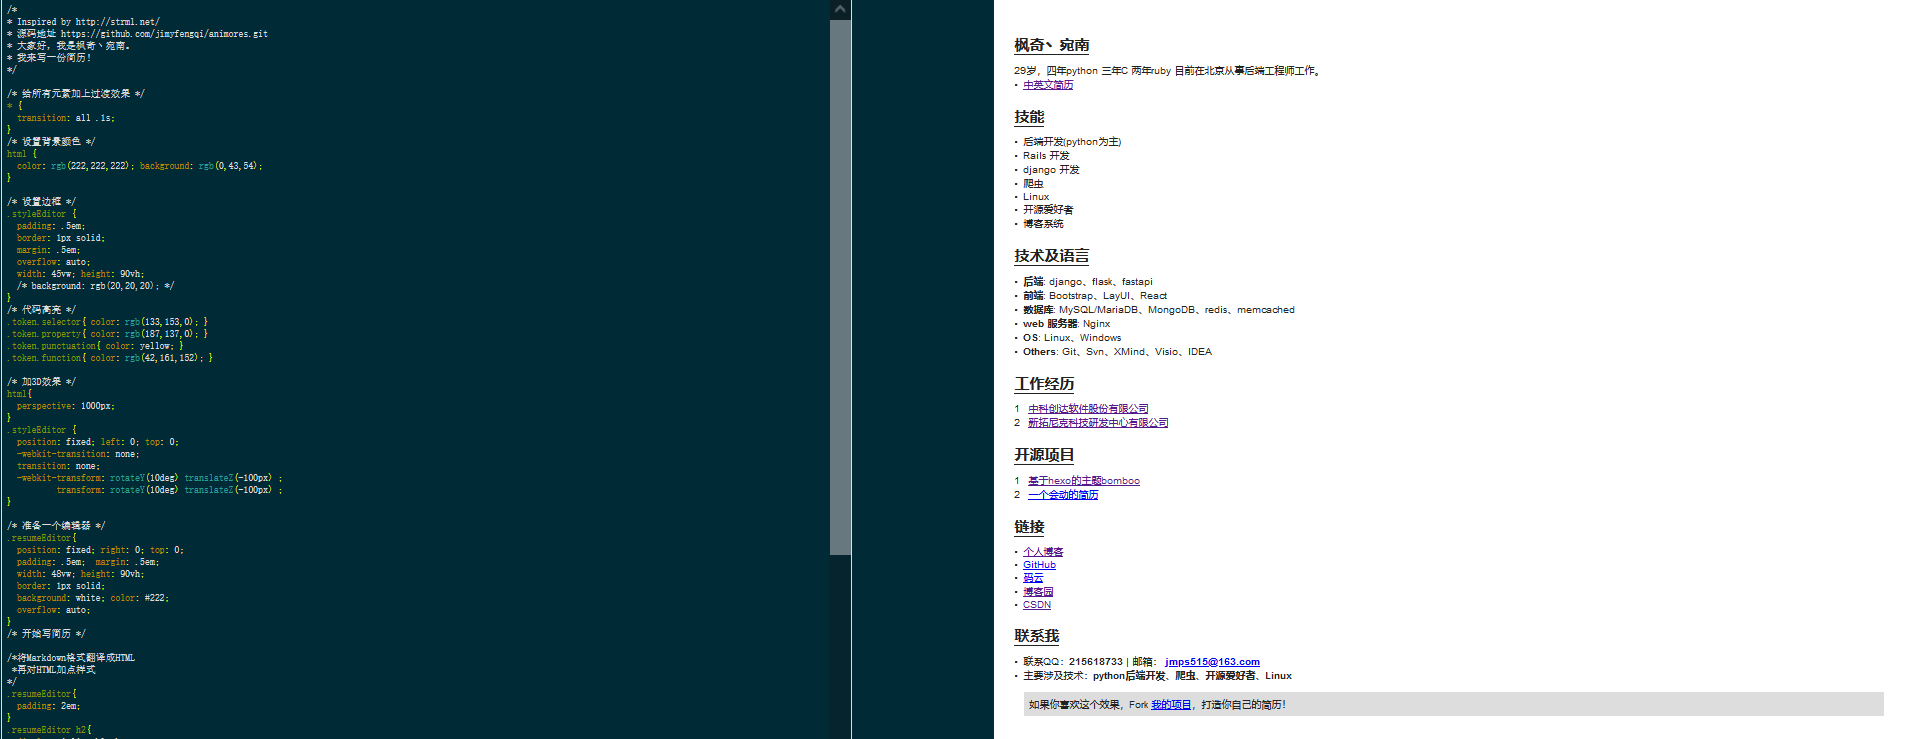 /*
* Inspired by http://strml.net/
* 源码地址 https://github.com/jimyfengqi/animores.git
* 大家好，我是枫奇丶宛南。
* 我来写一份简历！
*/
/* 给所有元素加上过渡效果 */
* {
transition: all .1s;
}
/* 设置背景颜色 */
html {
color: rgb(222,222,222); background: rgb(0,43,54);
}
/* 设置边框 */
.styleEditor {
padding: .5em;
border: 1px solid;
margin: .5em;
overflow: auto;
width: 45vw; height: 90vh;
/* background: rgb(20,20,20); */
}
/* 代码高亮 */
.token.selector{ color: rgb(133,153,0); }
.token.property{ color: rgb(187,137,0); }
.token.punctuation{ color: yellow; }
.token.function{ color: rgb(42,161,152); }
/* 加3D效果 */
html{
perspective: 1000px;
}
.styleEditor {
position: fixed; left: 0; top: 0;
-webkit-transition: none;
transition: none;
-webkit-transform: rotateY(10deg) translateZ(-100px) ;
transform: rotateY(10deg) translateZ(-100px) ;
}
/* 准备一个编辑器 */
.resumeEditor{
position: fixed; right: 0; top: 0;
padding: .5em;  margin: .5em;
width: 48vw; height: 90vh;
border: 1px solid;
background: white; color: #222;
overflow: auto;
}
/* 开始写简历 */
/*将Markdown格式翻译成HTML
*再对HTML加点样式
*/
.resumeEditor{
padding: 2em;
}
.resumeEditor h2{
枫奇丶宛南
29岁，四年python 三年C 两年ruby 目前在北京从事后端工程师工作。
• 中英文简历
技能
• 后端开发(python为主)
• Rails 开发
• django 开发
• 爬虫
• Linux
• 开源爱好者
• 博客系统
技术及语言
• 后端: django、flask、fastapi
• 前端: Bootstrap、LayUI、React
• 数据库: MySQL/MariaDB、MongoDB、redis、memcached
• web 服务器: Nginx
• OS: Linux、Windows
• Others: Git、Svn、XMind、Visio、IDEA
工作经历
1 中科创达软件股份有限公司
2 新拓尼克科技研发中心有限公司
开源项目
1 基于hexo的主题bomboo
2 一个会动的简历
链接
• 个人博客
• GitHub
• 码云
• 博客园
• CSDN
联系我
• 联系QQ：215618733 | 邮箱： jmps515@163.com
• 主要涉及技术：python后端开发、爬虫、开源爱好者、Linux
如果你喜欢这个效果，Fork 我的项目，打造你自己的简历！